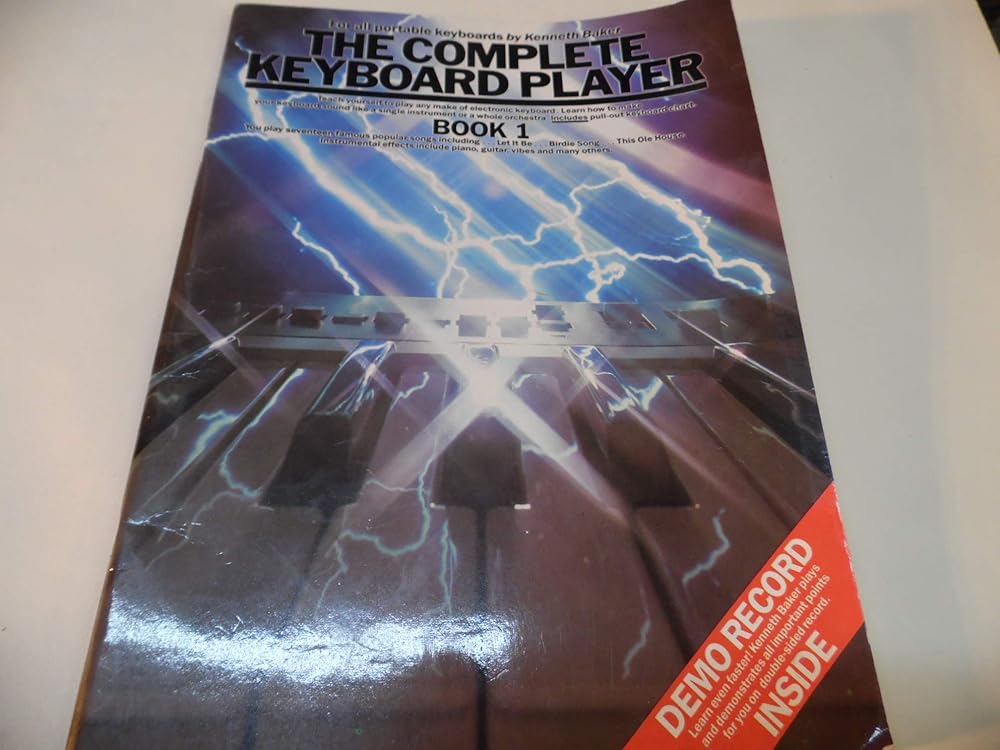 For all portable keyboards by Kenneth Baker
THE COMPLETE
KEYBOARD PLAYER
Teach yourself to play any make of electronic keyboard. Learn how to make
your keyboard sound like a single instrument or a whole orchestra. Includes pull-out keyboard chart.
BOOK 1
You play seventeen famous popular songs including ... Let It Be ... Birdie Song ... This Ole House.
Instrumental effects include piano, guitar, vibes and many others.
DEMO RECORD
Learn even faster! Kenneth Baker plays
and demonstrates all important points
for you on double-sided record.
INSIDE